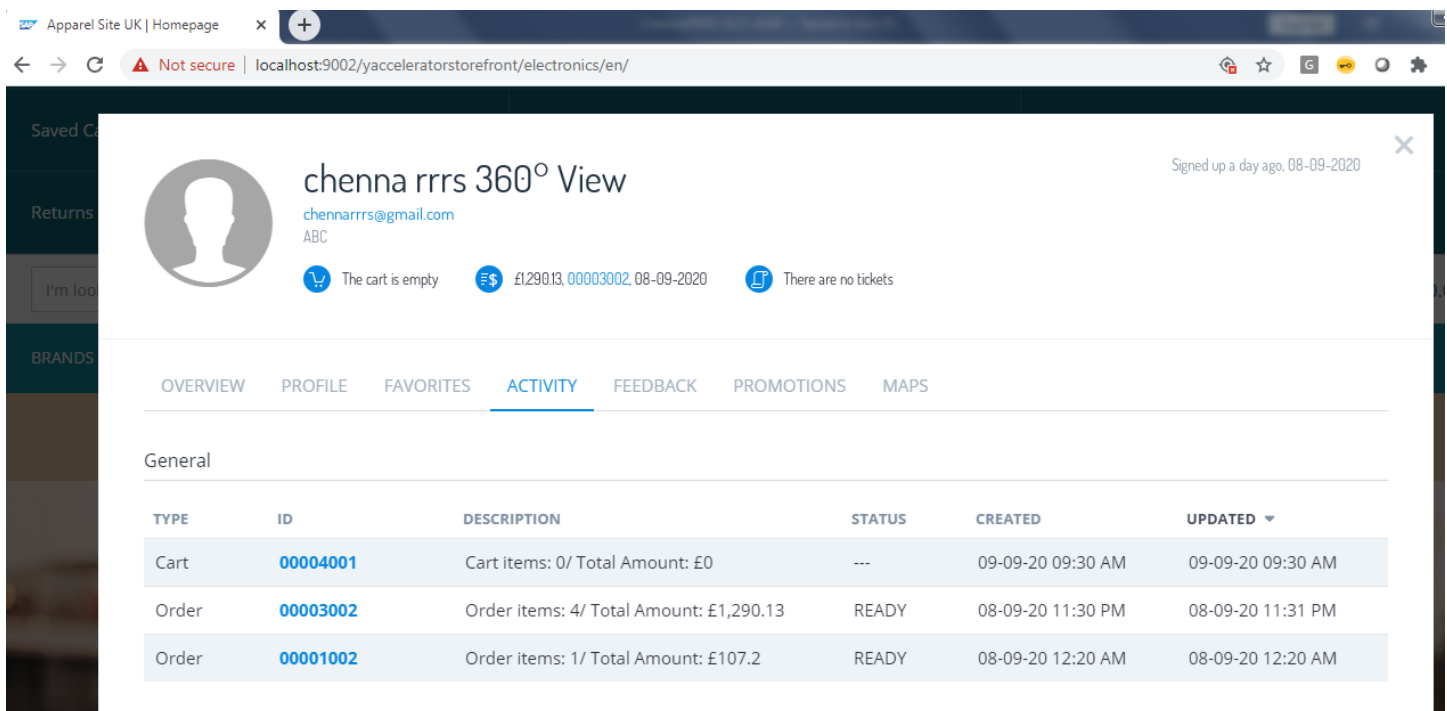 Apparel Site UK | Homepage
Not secure | localhost:9002/yacceleratorstorefront/electronics/en/
G
Saved Ca
Returns
I'm loo
BRANDS
Signed up a day ago, 08-09-2020
chenna rrrs 360° View
chennarrrs@gmail.com
ABC
The cart is empty £1,290.13, 00003002, 08-09-2020 There are no tickets
OVERVIEW PROFILE FAVORITES ACTIVITY FEEDBACK PROMOTIONS MAPS
General
TYPE ID DESCRIPTION STATUS CREATED UPDATED
Cart 00004001 Cart items: 0/ Total Amount: £0 --- 09-09-20 09:30 AM 09-09-20 09:30 AM
Order 00003002 Order items: 4/ Total Amount: £1,290.13 READY 08-09-20 11:30 PM 08-09-20 11:31 PM
Order 00001002 Order items: 1/ Total Amount: £107.2 READY 08-09-20 12:20 AM 08-09-20 12:20 AM